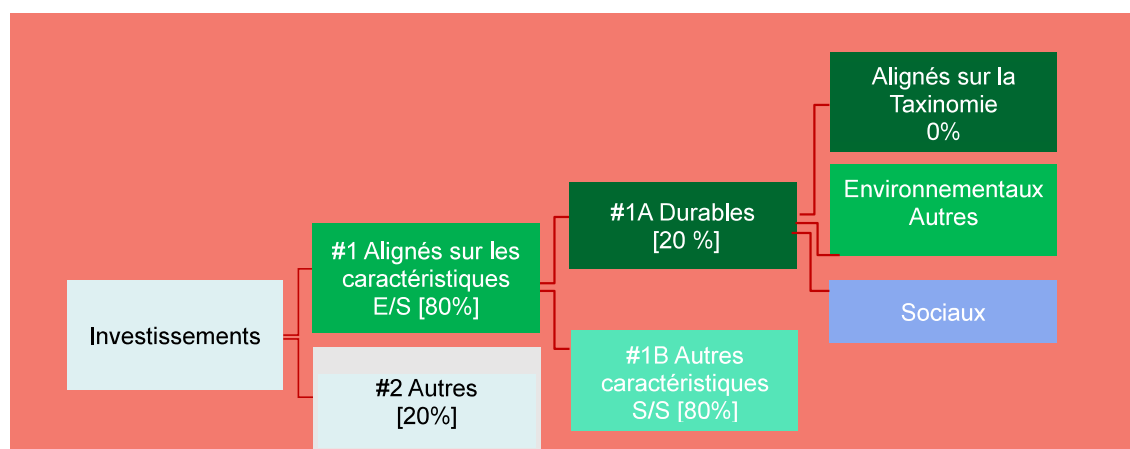 Investissements
#1 Alignés sur les
caractéristiques
E/S [80%]
#2 Autres
[20%]
#1A Durables
[20 %]
#1B Autres
caractéristiques
S/S [80%]
Alignés sur la
Taxinomie
0%
Environnementaux
Autres
Sociaux